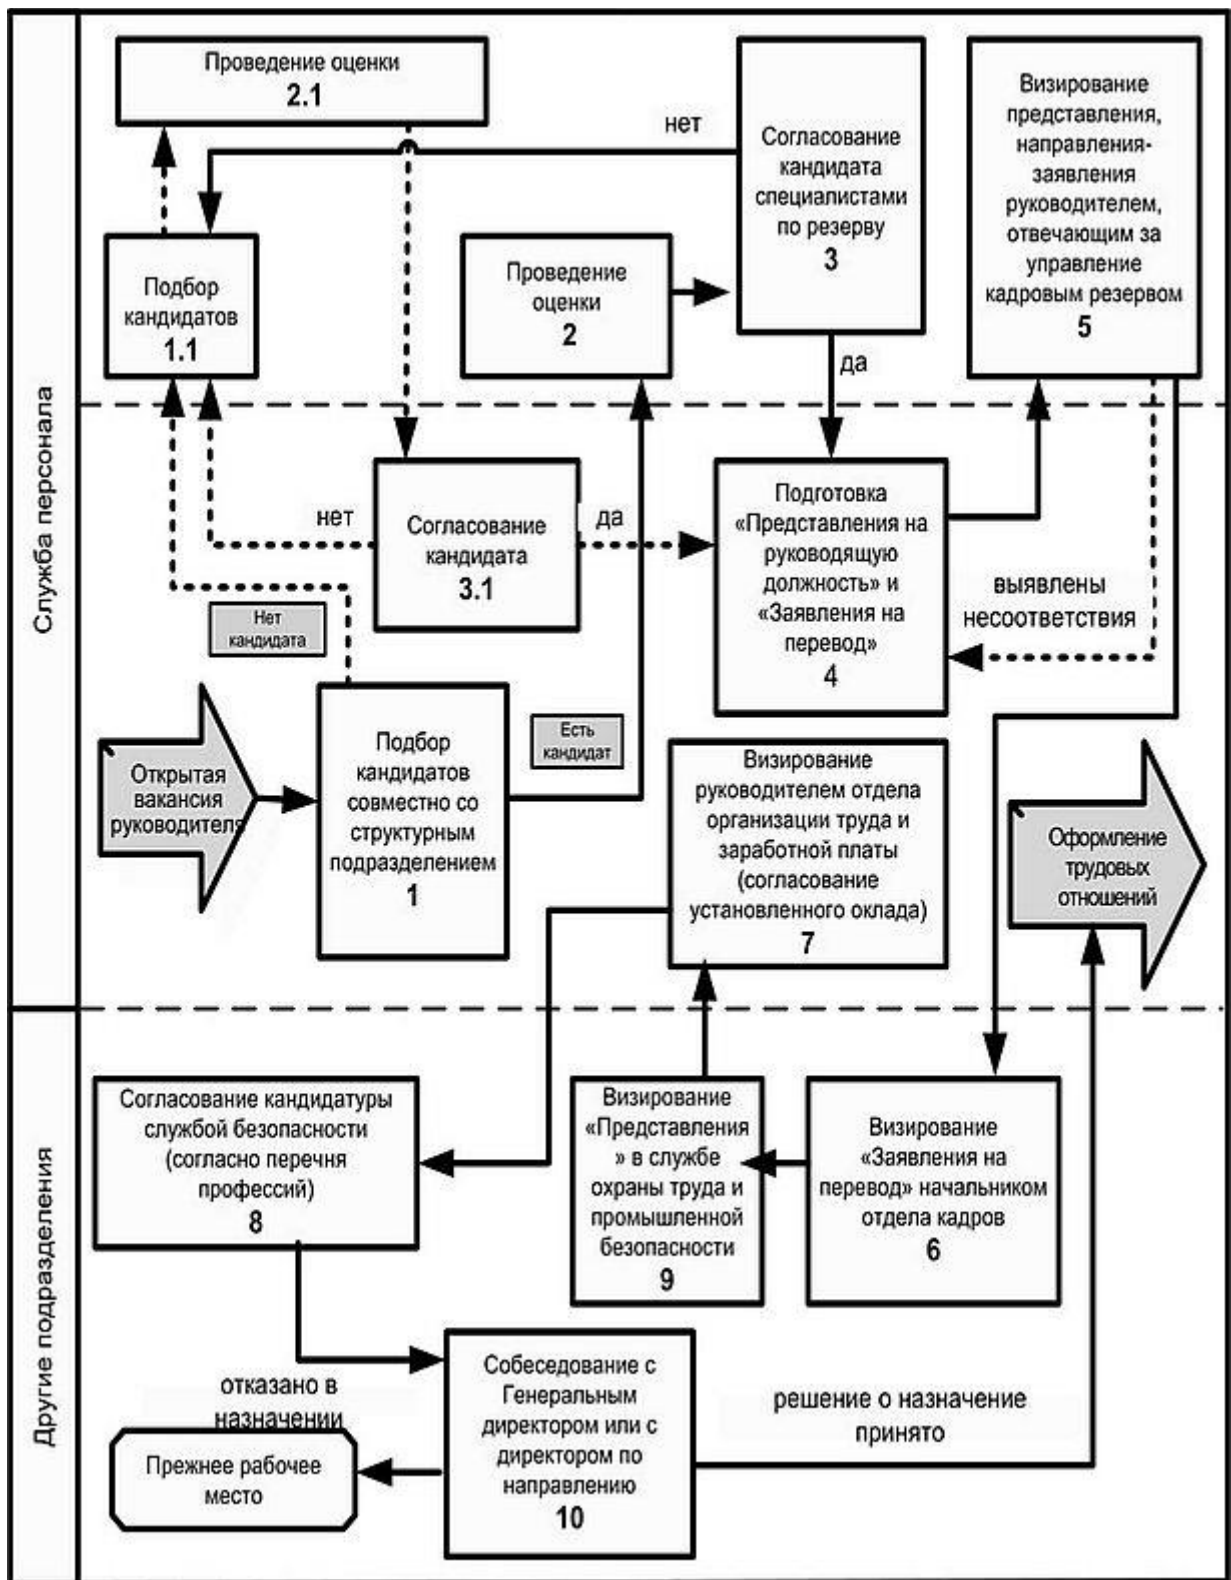 Служба персонала
Проведение оценки
2.1
нет
Согласование
кандидата
специалистами
по резерву
3
Визирование
представления,
направления-
заявления
руководителем,
отвечающим за
управление
кадровым резервом
5
Подбор
кандидатов
1.1
Проведение
оценки
2
да
нет
Согласование
кандидата
3.1
да
Подготовка
«Представления на
руководящую
должность» и
«Заявления на
перевод»
4
выявлены
несоответствия
Нет
кандидата
Открытая
вакансия
руководителя
Подбор
кандидатов
совместно со
структурным
подразделением
1
Есть
кандидат
Визирование
руководителем отдела
организации труда и
заработной платы
(согласование
установленного оклада)
7
Оформление
трудовых
отношений
Другие подразделения
Согласование кандидатуры
службой безопасности
(согласно перечня
профессий)
8
Визирование
«Представления
» в службе
охраны труда и
промышленной
безопасности
9
Визирование
«Заявления на
перевод» начальником
отдела кадров
6
отказано в
назначении
Прежнее рабочее
место
Собеседование с
Генеральным
директором или с
директором по
направлению
10
решение о назначение
принято